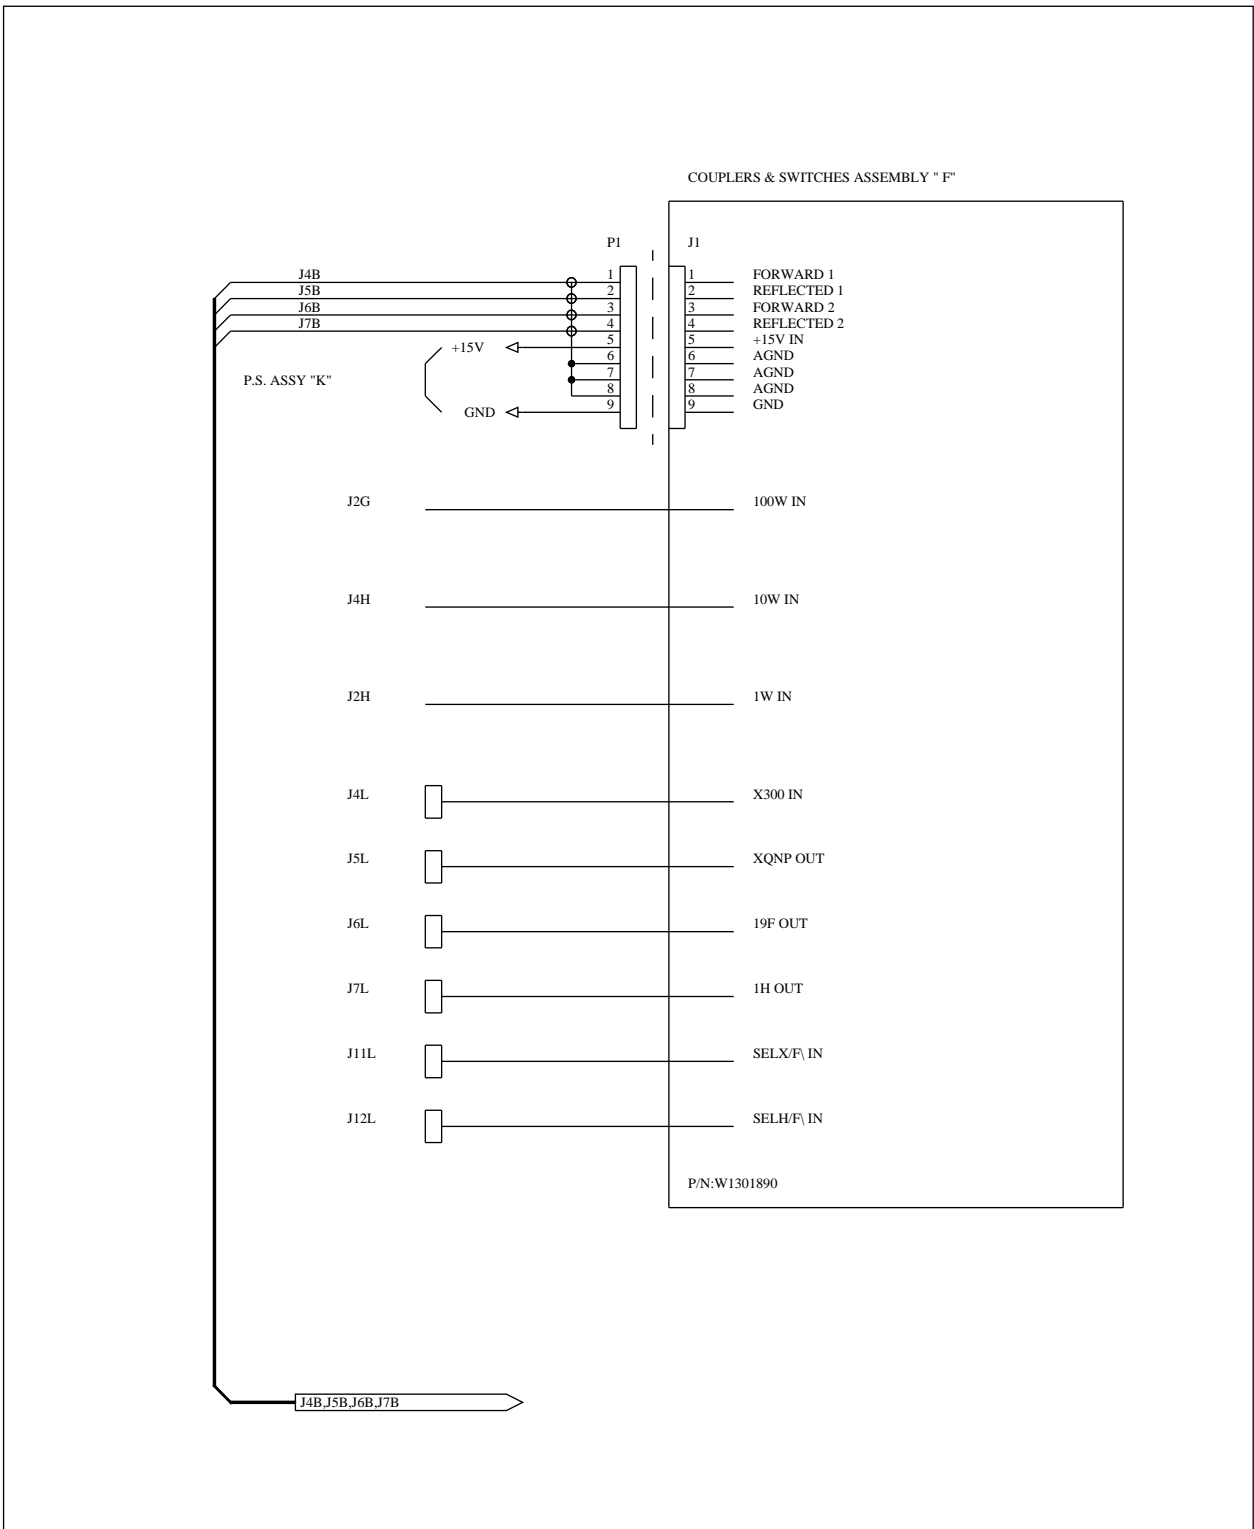 COUPLERS & SWITCHES ASSEMBLY " F"
P1 J1
J4B 1 1 FORWARD 1
J5B 2 2 REFLECTED 1
J6B 3 3 FORWARD 2
J7B 4 4 REFLECTED 2
+15V 5 5 +15V IN
6 6 AGND
P.S. ASSY "K" 7 7 AGND
8 8 AGND
GND 9 9 GND
J2G 100W IN
J4H 10W IN
J2H 1W IN
J4L X300 IN
J5L XQNP OUT
J6L 19F OUT
J7L 1H OUT
J11L SELX/F\ IN
J12L SELH/F\ IN
P/N:W1301890
J4B,J5B,J6B,J7B